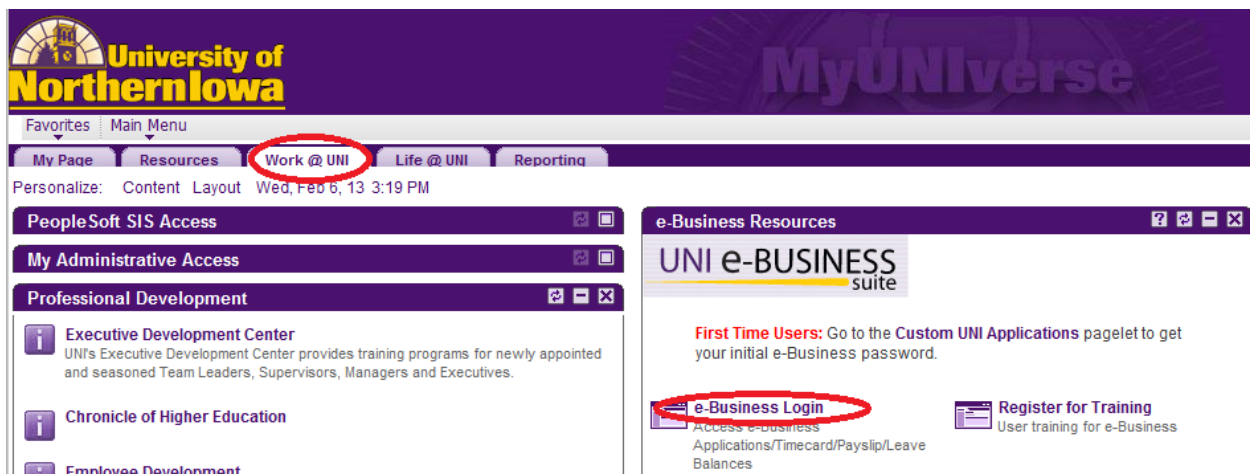 University of
Northern Iowa
MyUNIverse
Favorites Main Menu
My Page Resources Work @ UNI Life @ UNI Reporting
Personalize: Content Layout Wed, Feb 6, 13 3:19 PM
PeopleSoft SIS Access
My Administrative Access
Professional Development
Executive Development Center
UNI's Executive Development Center provides training programs for newly appointed
and seasoned Team Leaders, Supervisors, Managers and Executives.
Chronicle of Higher Education
Employee Development
e-Business Resources
UNI e-BUSINESS
suite
First Time Users: Go to the Custom UNI Applications pagelet to get
your initial e-Business password.
e-Business Login
Access e-Business
Applications/Timecard/Payslip/Leave
Balances
Register for Training
User training for e-Business